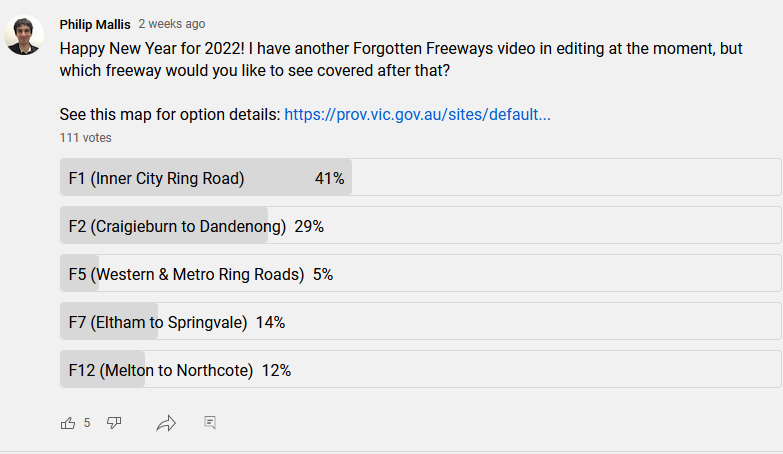 Philip Mallis 2 weeks ago
Happy New Year for 2022! I have another Forgotten Freeways video in editing at the moment, but
which freeway would you like to see covered after that?
See this map for option details: https://prov.vic.gov.au/sites/default...
111 votes
F1 (Inner City Ring Road) 41%
F2 (Craigieburn to Dandenong) 29%
F5 (Western & Metro Ring Roads) 5%
F7 (Eltham to Springvale) 14%
F12 (Melton to Northcote) 12%
5